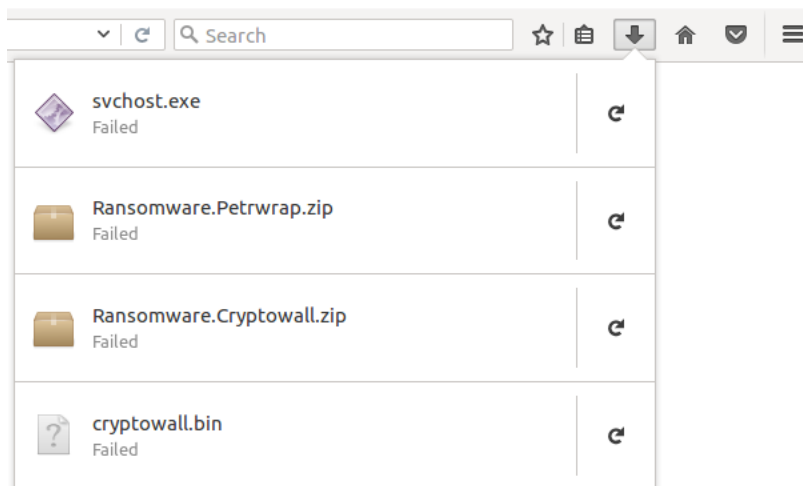 Search
svchost.exe
Failed
Ransomware.Petrwrap.zip
Failed
Ransomware.Cryptowall.zip
Failed
cryptowall.bin
Failed